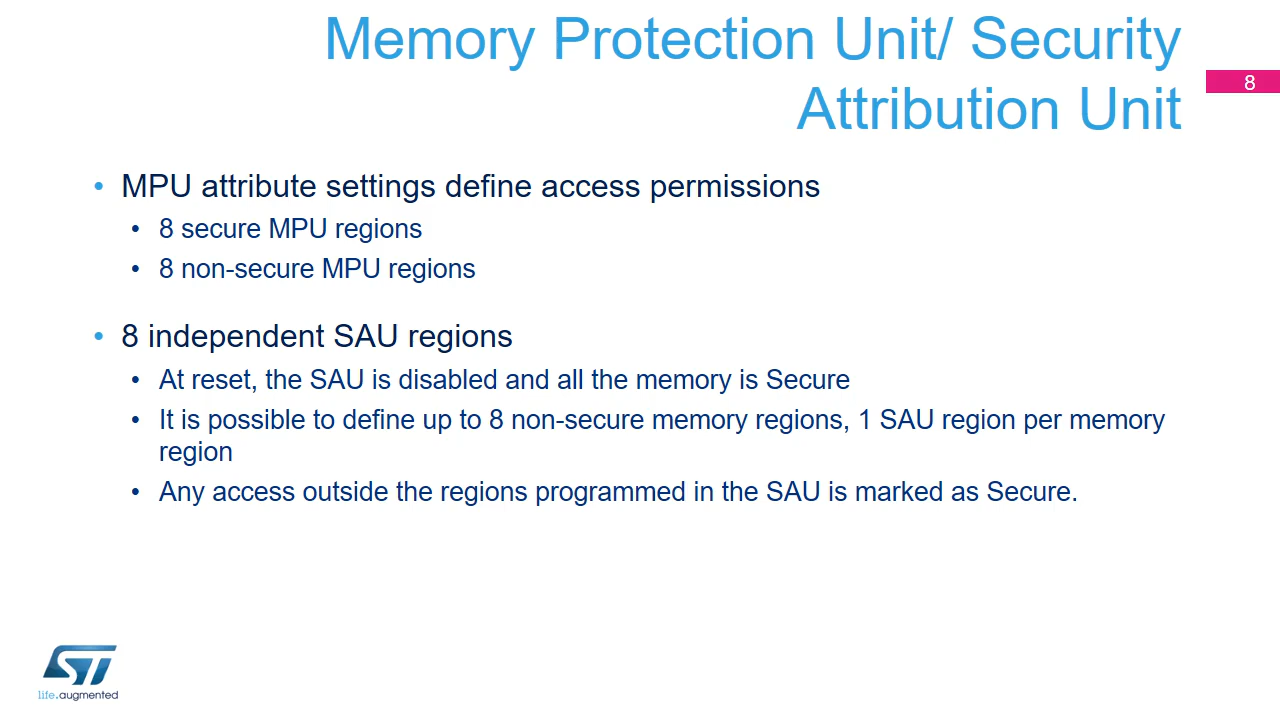 Memory Protection Unit/ Security
Attribution Unit
8
• MPU attribute settings define access permissions
• 8 secure MPU regions
• 8 non-secure MPU regions
• 8 independent SAU regions
• At reset, the SAU is disabled and all the memory is Secure
• It is possible to define up to 8 non-secure memory regions, 1 SAU region per memory
region
• Any access outside the regions programmed in the SAU is marked as Secure.
ST
life.augmented